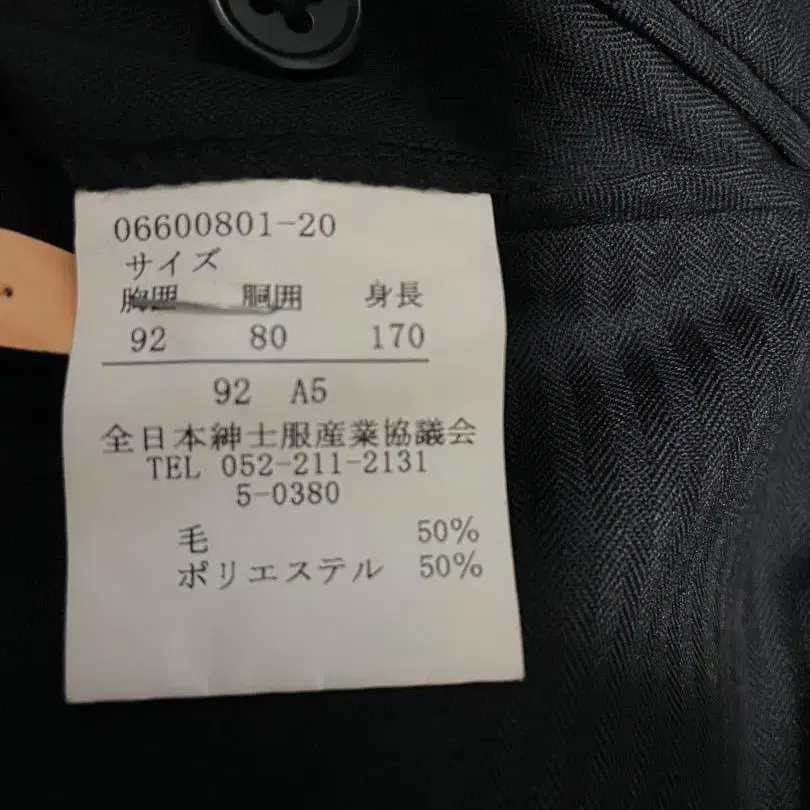 06600801-20
サイズ
胸囲 胴囲 身長
92 80 170
92 A5
全日本紳士服産業協議会
TEL 052-211-2131
5-0380
毛 50%
ポリエステル 50%